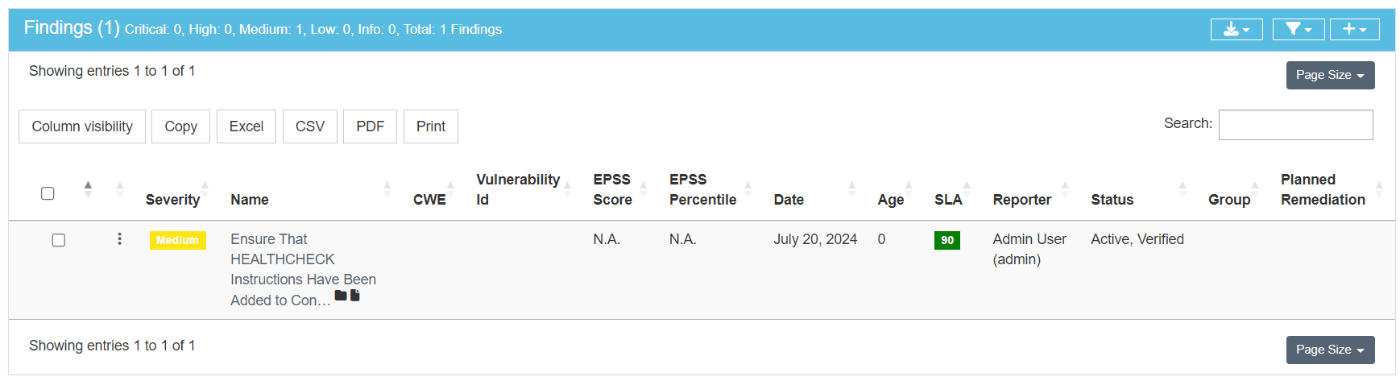 Findings (1) Critical: 0, High: 0, Medium: 1, Low: 0, Info: 0, Total: 1 Findings
Showing entries 1 to 1 of 1
Page Size
Column visibility Copy Excel CSV PDF Print Search:
Severity Name CWE Vulnerability Id EPSS Score EPSS Percentile Date Age SLA Reporter Status Group Planned Remediation
Medium Ensure That N.A. N.A. July 20, 2024 0 90 Admin User Active, Verified
HEALTHCHECK (admin)
Instructions Have Been
Added to Con…
Showing entries 1 to 1 of 1
Page Size